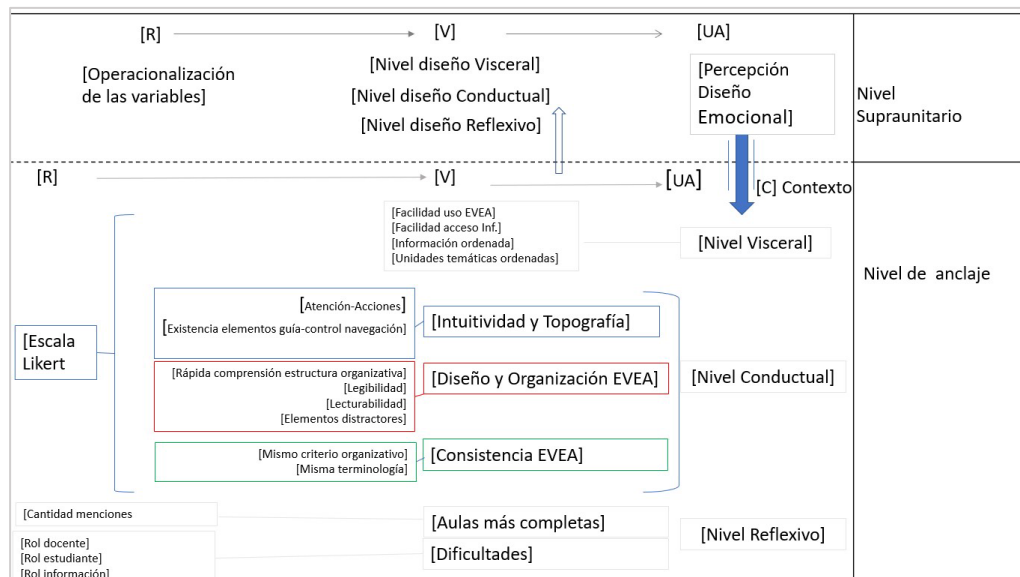 [R]
[V]
[UA]
[Operacionalización
de las variables]
[Nivel diseño Visceral]
[Nivel diseño Conductual]
[Nivel diseño Reflexivo]
[Percepción
Diseño
Emocional]
Nivel
Supraunitario
[R]
[V]
[UA]
[C] Contexto
[Facilidad uso EVEA]
[Facilidad acceso Inf.]
[Información ordenada]
[Unidades temáticas ordenadas]
[Nivel Visceral]
Nivel de anclaje
[Escala
Likert
[Atención-Acciones]
[Existencia elementos guía-control navegación]
[Intuitividad y Topografía]
[Rápida comprensión estructura organizativa]
[Legibilidad]
[Lecturabilidad]
[Elementos distractores]
[Diseño y Organización EVEA]
[Nivel Conductual]
[Mismo criterio organizativo]
[Misma terminología]
[Consistencia EVEA]
[Cantidad menciones
[Aulas más completas]
[Nivel Reflexivo]
[Rol docente]
[Rol estudiante]
[Rol información]
[Dificultades]